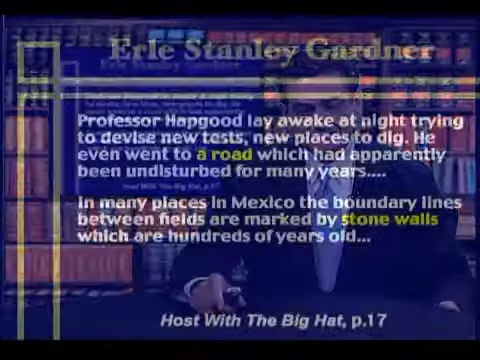 Erle Stanley Gardner
Professor Hapgood lay awake at night trying
to devise new tests, new places to dig. He
even went to a road which had apparently
been undisturbed for many years....
In many places in Mexico the boundary lines
between fields are marked by stone walls
which are hundreds of years old...
Host With The Big Hat, p.17